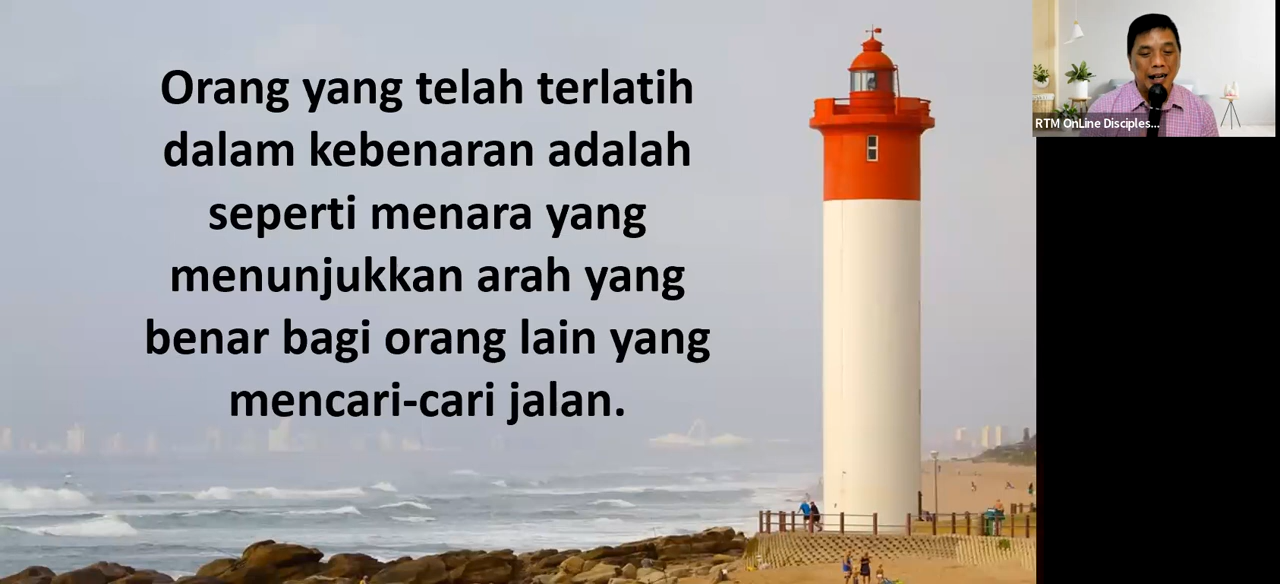 Orang yang telah terlatih
dalam kebenaran adalah
seperti menara yang
menunjukkan arah yang
benar bagi orang lain yang
mencari-cari jalan.
RTM OnLine Disciples...